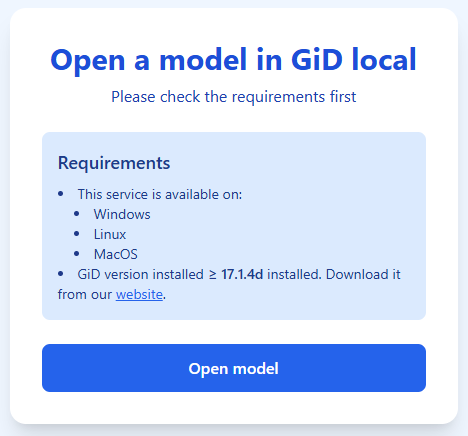 Open a model in GiD local
Please check the requirements first
Requirements
• This service is available on:
• Windows
• Linux
• MacOS
• GiD version installed ≥ 17.1.4d installed. Download it
from our website.
Open model